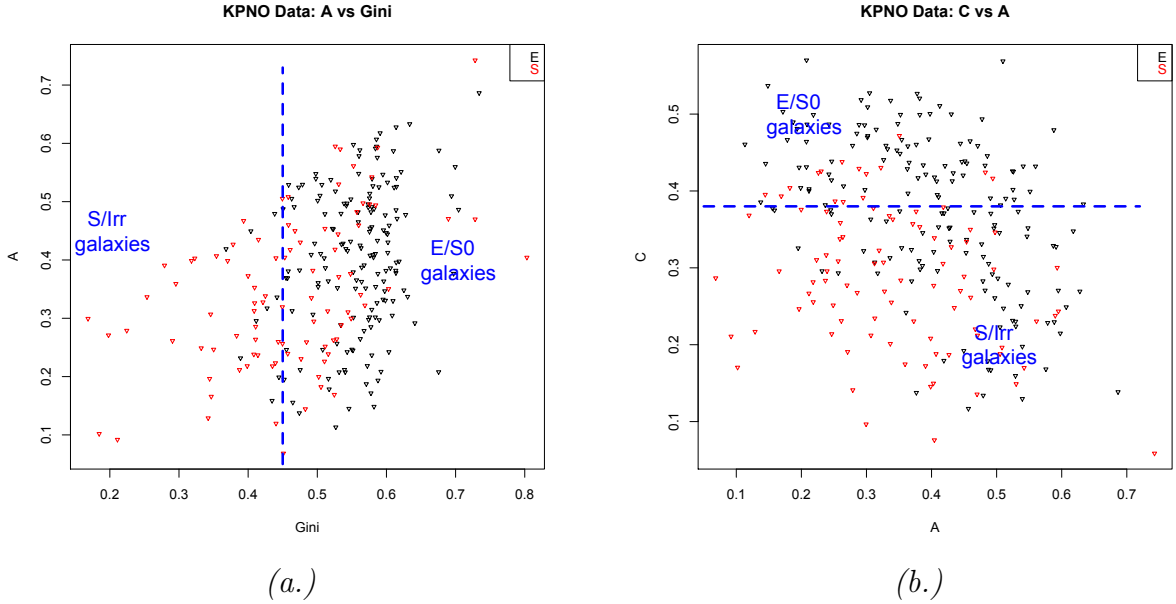 KPNO Data: A vs Gini
E
S
0.7
0.6
0.5
0.4
0.3
0.2
0.1
A
S/Irr
galaxies
E/S0
galaxies
0.2 0.3 0.4 0.5 0.6 0.7 0.8
Gini
(a.)
KPNO Data: C vs A
E
S
0.5
0.4
0.3
0.2
0.1
C
E/S0
galaxies
S/Irr
galaxies
0.1 0.2 0.3 0.4 0.5 0.6 0.7
A
(b.)